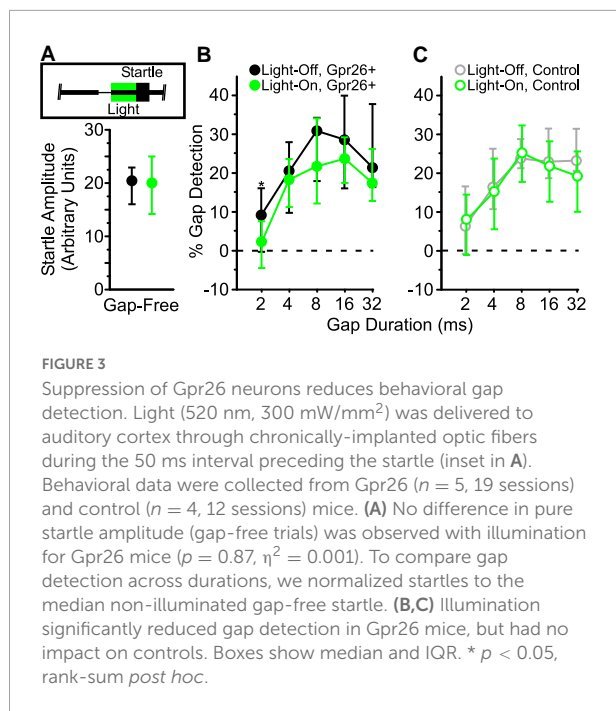 A
B
C
Startle
Light
Light-Off, Gpr26+
Light-On, Gpr26+
Light-Off, Control
Light-On, Control
Startle Amplitude
(Arbitrary Units)
30
20
10
0
Gap-Free
% Gap Detection
40
30
20
10
0
-10
*
2 4 8 16 32
40
30
20
10
0
-10
2 4 8 16 32
Gap Duration (ms)
FIGURE 3
Suppression of Gpr26 neurons reduces behavioral gap
detection. Light (520 nm, 300 mW/mm²) was delivered to
auditory cortex through chronically-implanted optic fibers
during the 50 ms interval preceding the startle (inset in A).
Behavioral data were collected from Gpr26 (n = 5, 19 sessions)
and control (n = 4, 12 sessions) mice. (A) No difference in pure
startle amplitude (gap-free trials) was observed with illumination
for Gpr26 mice (p = 0.87, η² = 0.001). To compare gap
detection across durations, we normalized startles to the
median non-illuminated gap-free startle. (B,C) Illumination
significantly reduced gap detection in Gpr26 mice, but had no
impact on controls. Boxes show median and IQR. * p < 0.05,
rank-sum post hoc.